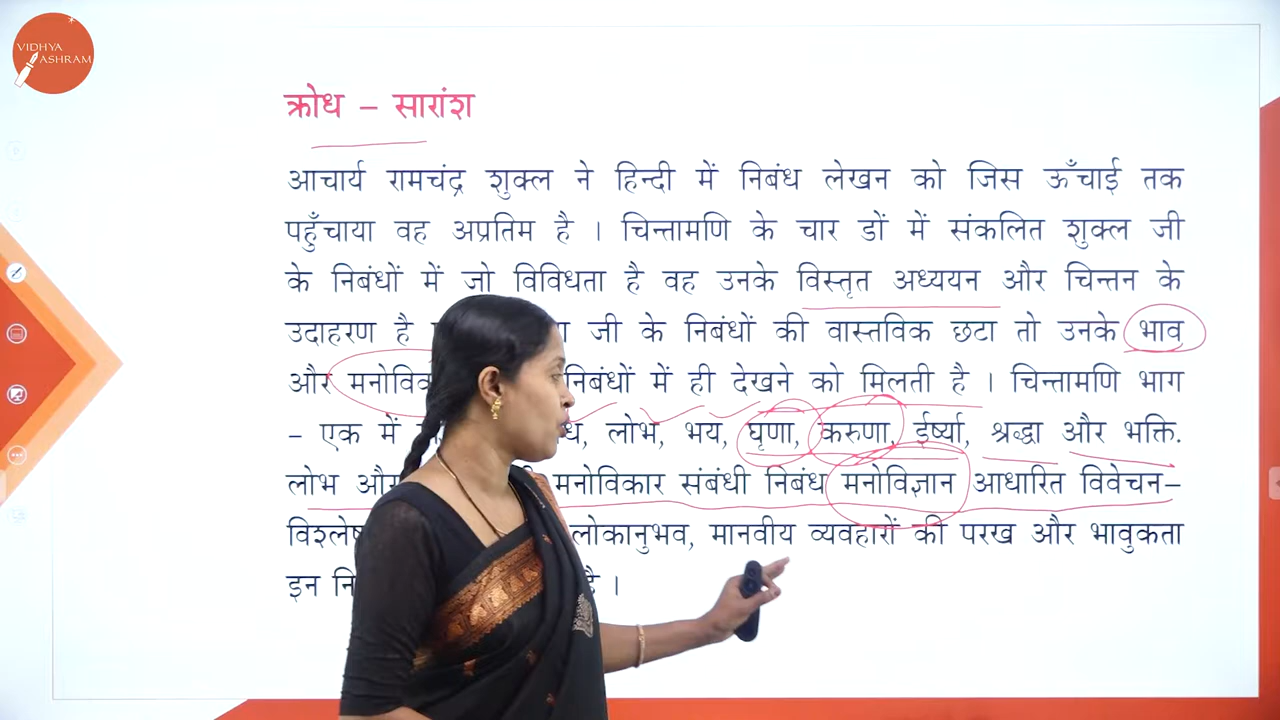 VIDHYA
ASHRAM
क्रोध – सारांश
आचार्य रामचंद्र शुक्ल ने हिन्दी में निबंध लेखन को जिस ऊँचाई तक
पहुँचाया वह अप्रतिम है । चिन्तामणि के चार डों में संकलित शुक्ल जी
के निबंधों में जो विविधता है वह उनके विस्तृत अध्ययन और चिन्तन के
उदाहरण है जी के निबंधों की वास्तविक छटा तो उनके भाव
और निबंधों में ही देखने को मिलती है । चिन्तामणि भाग
– एक में लोभ, भय, घृणा, करुणा, ईर्ष्या, श्रद्धा और भक्ति.
लोभ मनोविकार संबंधी निबंध मनोविज्ञान आधारित विवेचन–
लोकानुभव, मानवीय व्यवहारों की परख और भावुकता
इन है ।